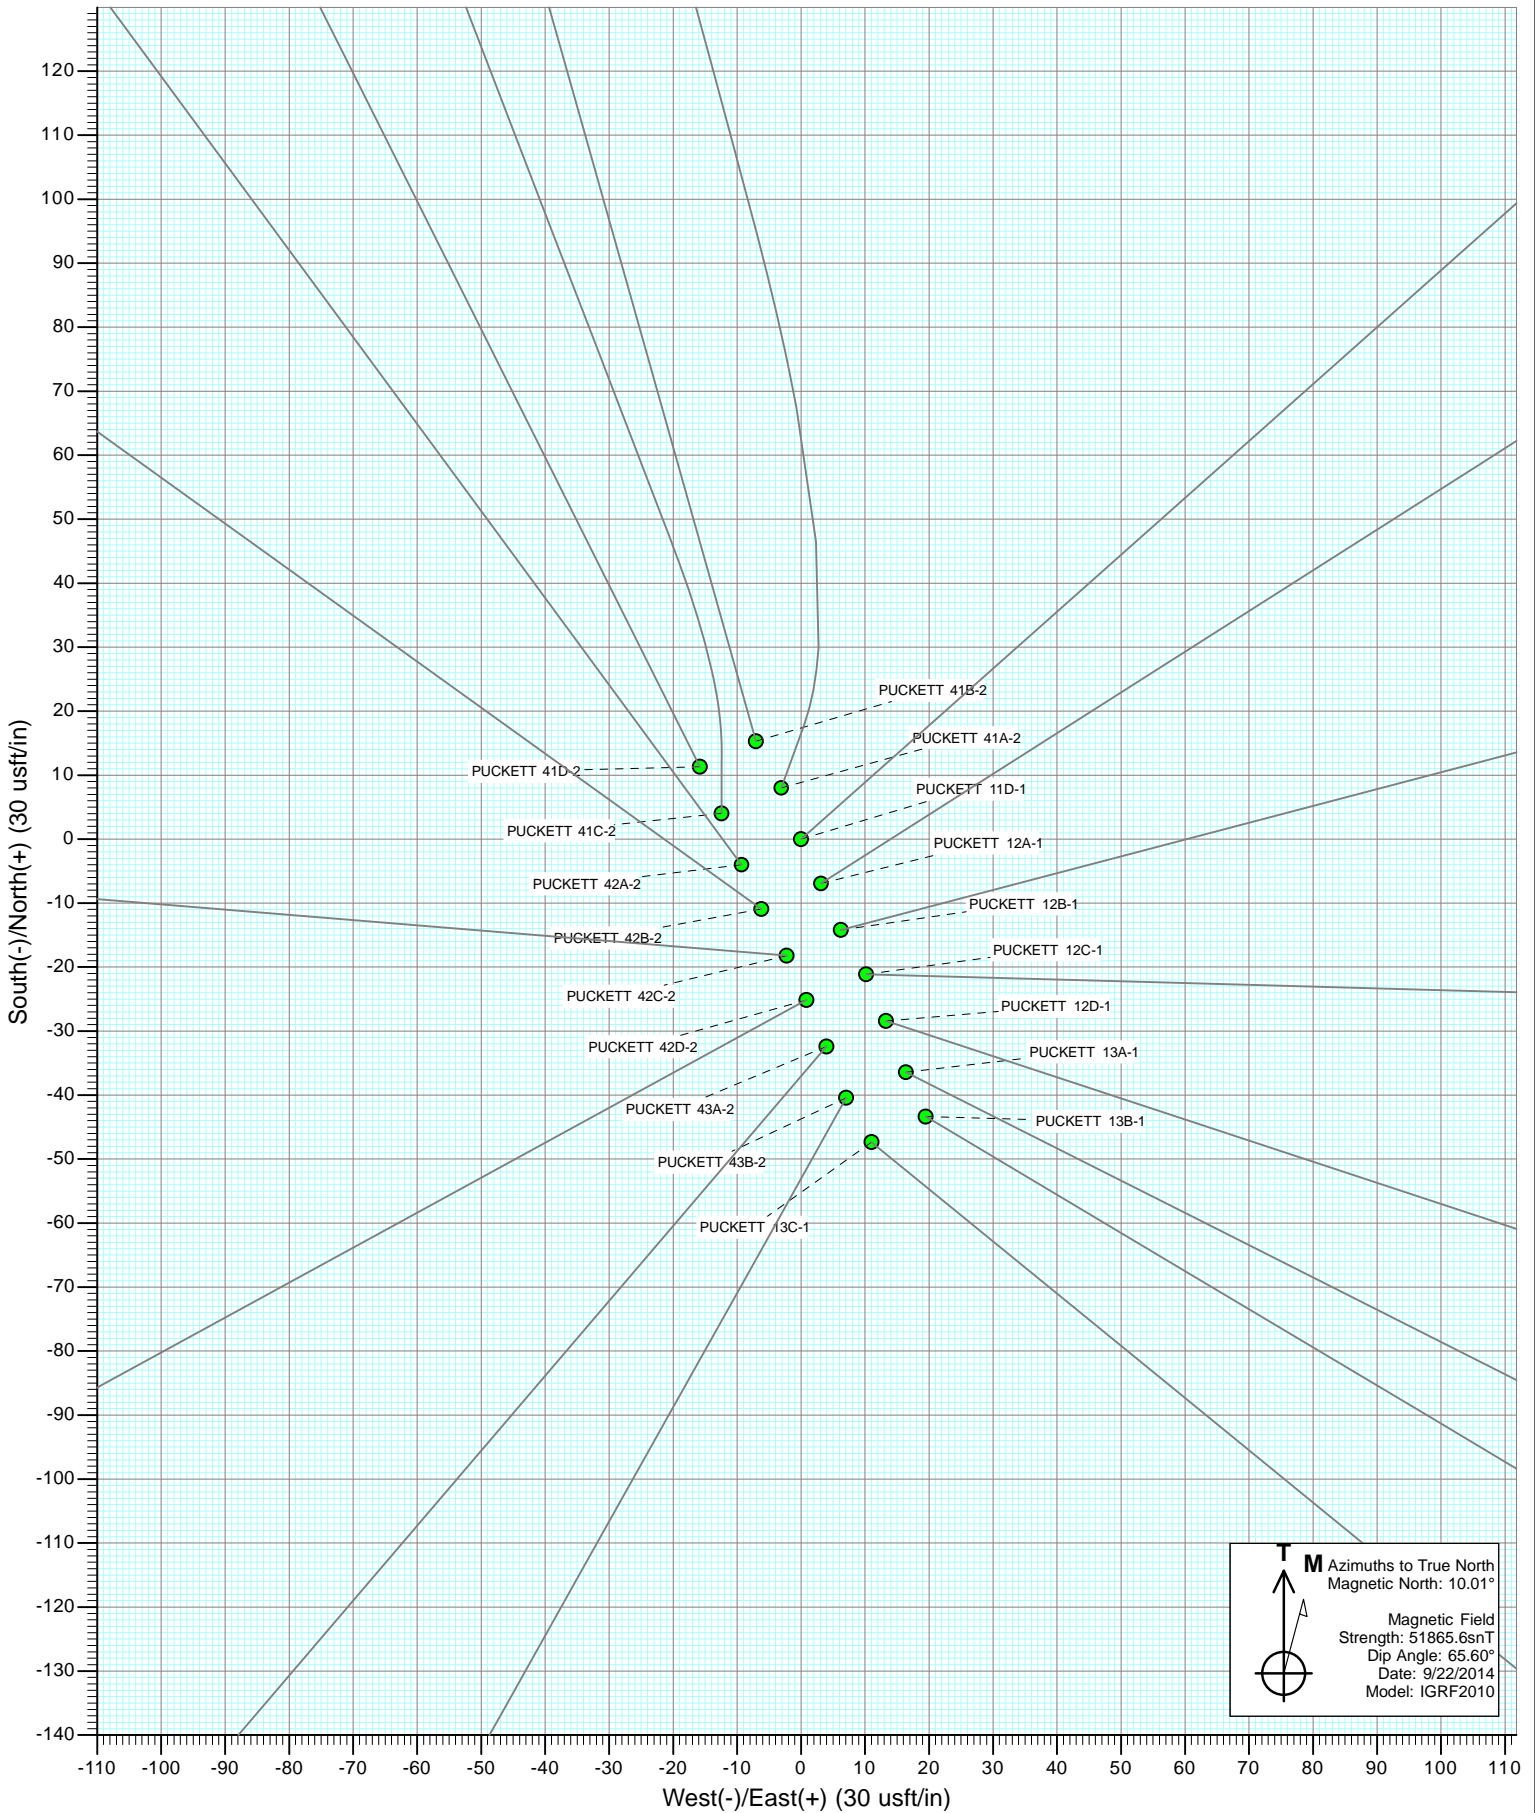 120
110
100
90
80
70
60
50
40
30
20
10
0
-10
-20
-30
-40
-50
-60
-70
-80
-90
-100
-110
-120
-130
-140
South(-)/North(+) (30 usft/in)
PUCKETT 41B-2
PUCKETT 41A-2
PUCKETT 41D-2
PUCKETT 11D-1
PUCKETT 41C-2
PUCKETT 12A-1
PUCKETT 42A-2
PUCKETT 12B-1
PUCKETT 42B-2
PUCKETT 12C-1
PUCKETT 42C-2
PUCKETT 12D-1
PUCKETT 42D-2
PUCKETT 13A-1
PUCKETT 43A-2
PUCKETT 13B-1
PUCKETT 43B-2
PUCKETT 13C-1
T
M Azimuths to True North
Magnetic North: 10.01°
Magnetic Field
Strength: 51865.6snT
Dip Angle: 65.60°
Date: 9/22/2014
Model: IGRF2010
-110 -100 -90 -80 -70 -60 -50 -40 -30 -20 -10 0 10 20 30 40 50 60 70 80 90 100 110
West(-)/East(+) (30 usft/in)